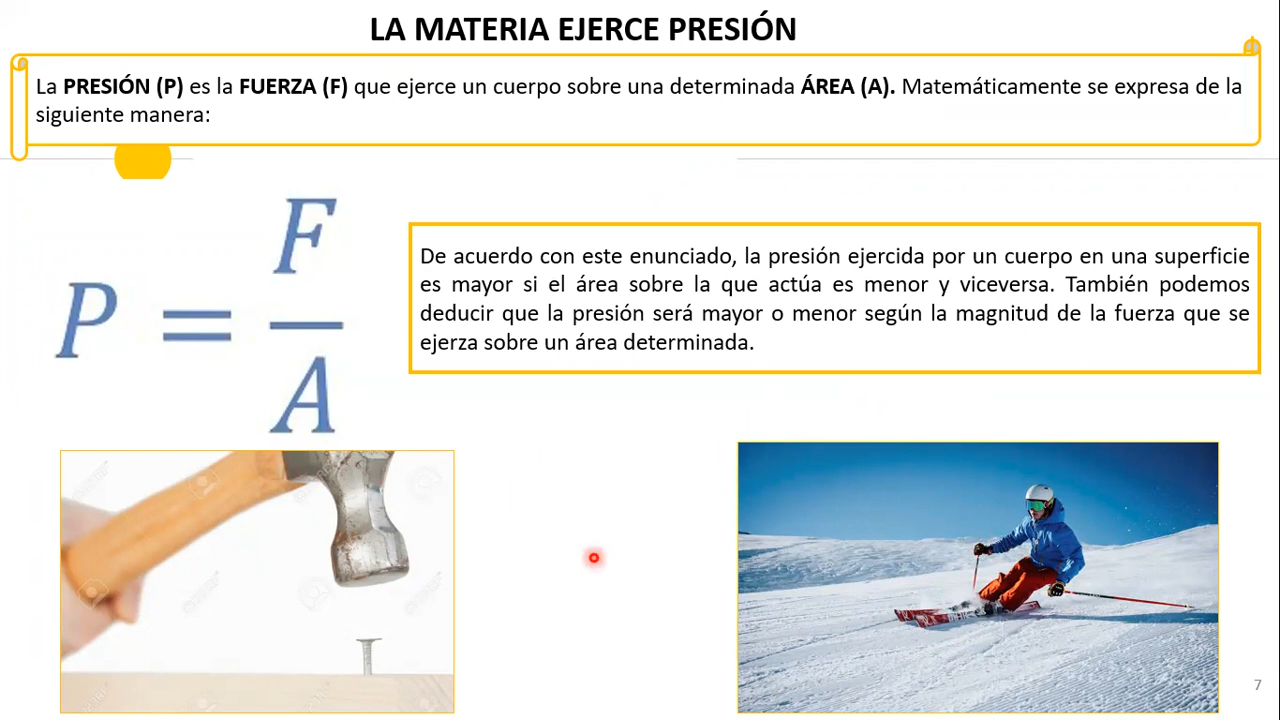 LA MATERIA EJERCE PRESIÓN
La PRESIÓN (P) es la FUERZA (F) que ejerce un cuerpo sobre una determinada ÁREA (A). Matemáticamente se expresa de la
siguiente manera:
P = F / A
De acuerdo con este enunciado, la presión ejercida por un cuerpo en una superficie
es mayor si el área sobre la que actúa es menor y viceversa. También podemos
deducir que la presión será mayor o menor según la magnitud de la fuerza que se
ejerza sobre un área determinada.
7